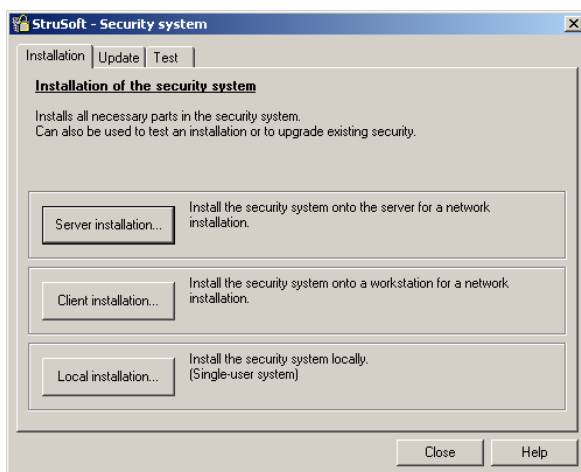 StruSoft - Security system
Installation Update Test
Installation of the security system
Installs all necessary parts in the security system.
Can also be used to test an installation or to upgrade existing security.
Server installation...
Install the security system onto the server for a network
installation.
Client installation...
Install the security system onto a workstation for a network
installation.
Local installation...
Install the security system locally.
(Single-user system)
Close Help